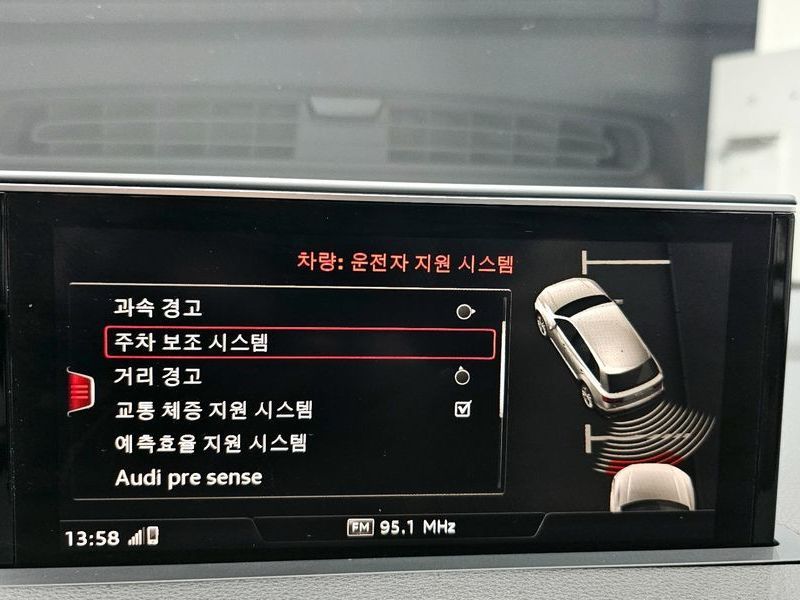 차량: 운전자 지원 시스템
과속 경고
주차 보조 시스템
거리 경고
교통 체증 지원 시스템
예측효율 지원 시스템
Audi pre sense
13:58 FM 95.1 MHz